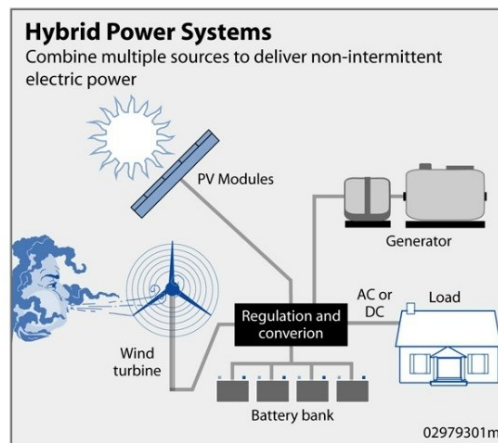 Hybrid Power Systems
Combine multiple sources to deliver non-intermittent
electric power
PV Modules
Generator
AC or
DC
Load
Regulation and
converion
Wind
turbine
Battery bank
02979301m